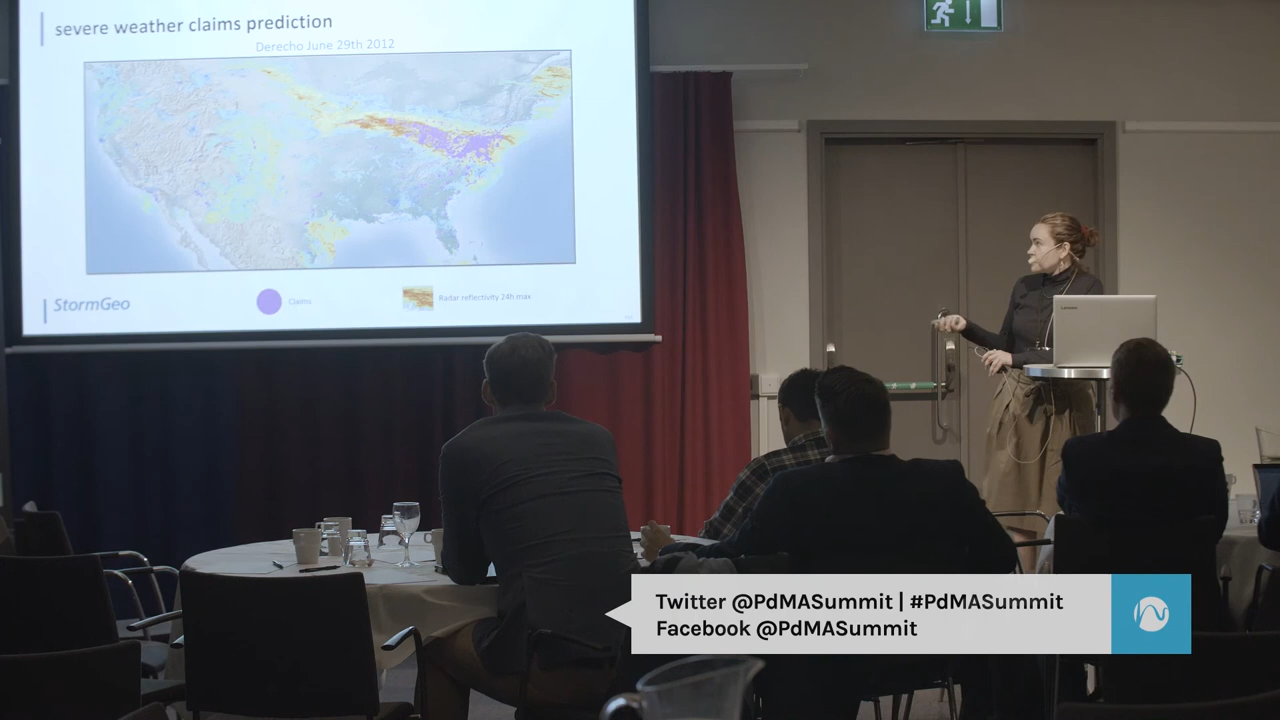 severe weather claims prediction
Derecho June 29th 2012
StormGeo
Claims
Radar reflectivity 24h max
Lenovo
Twitter @PdMASummit | #PdMASummit
Facebook @PdMASummit